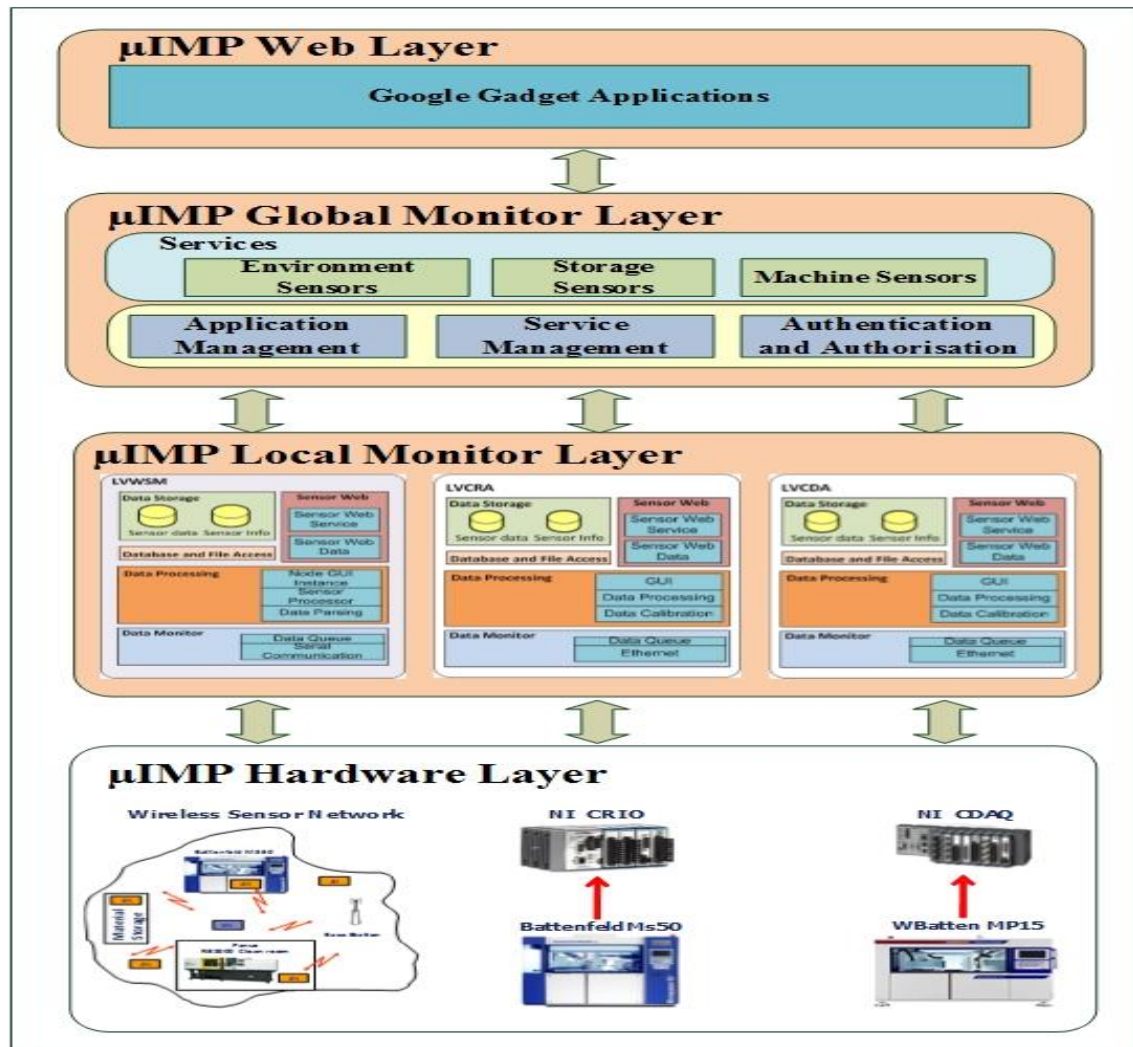 µIMP Web Layer
Google Gadget Applications
µIMP Global Monitor Layer
Services
Environment
Sensors
Storage
Sensors
Machine Sensors
Application
Management
Service
Management
Authentication
and Authorisation
µIMP Local Monitor Layer
LVWSM
Data Storage
Sensor data Sensor Info
Sensor Web
Sensor Web
Service
Sensor Web
Data
Database and File Access
Data Processing
Node GUI
Instance
Sensor
Processor
Data Parsing
Data Monitor
Data Queue
Serial
Communication
LVCRA
Data Storage
Sensor data Sensor Info
Sensor Web
Sensor Web
Service
Sensor Web
Data
Database and File Access
Data Processing
GUI
Data Processing
Data Calibration
Data Monitor
Data Queue
Ethernet
LVCDA
Data Storage
Sensor data Sensor Info
Sensor Web
Sensor Web
Service
Sensor Web
Data
Database and File Access
Data Processing
GUI
Data Processing
Data Calibration
Data Monitor
Data Queue
Ethernet
µIMP Hardware Layer
Wireless Sensor Network
Battenfeld
Material
Storage
Clean room
NI CRIO
Battenfeld Ms50
NI CDAQ
WBatten MP15